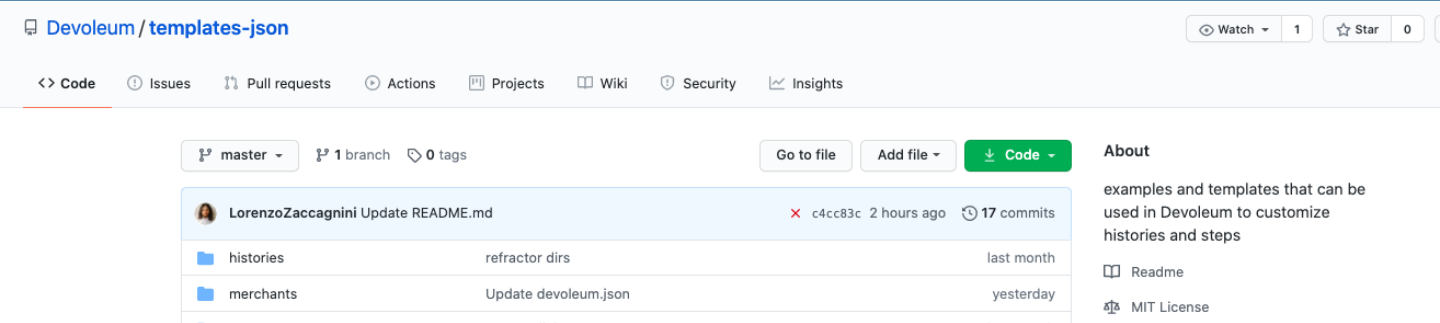 Devoleum / templates-json
Watch 1 Star 0
Code Issues Pull requests Actions Projects Wiki Security Insights
master 1 branch 0 tags Go to file Add file Code
LorenzoZaccagnini Update README.md c4cc83c 2 hours ago 17 commits
histories refractor dirs last month
merchants Update devoleum.json yesterday
About
examples and templates that can be
used in Devoleum to customize
histories and steps
Readme
MIT License